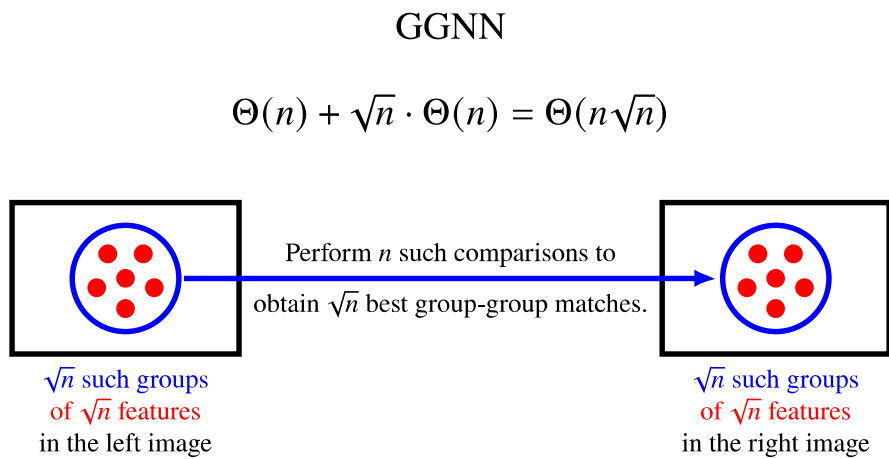 GGNN
Θ(n) + √n · Θ(n) = Θ(n√n)
Perform n such comparisons to
obtain √n best group-group matches.
√n such groups
of √n features
in the left image
√n such groups
of √n features
in the right image